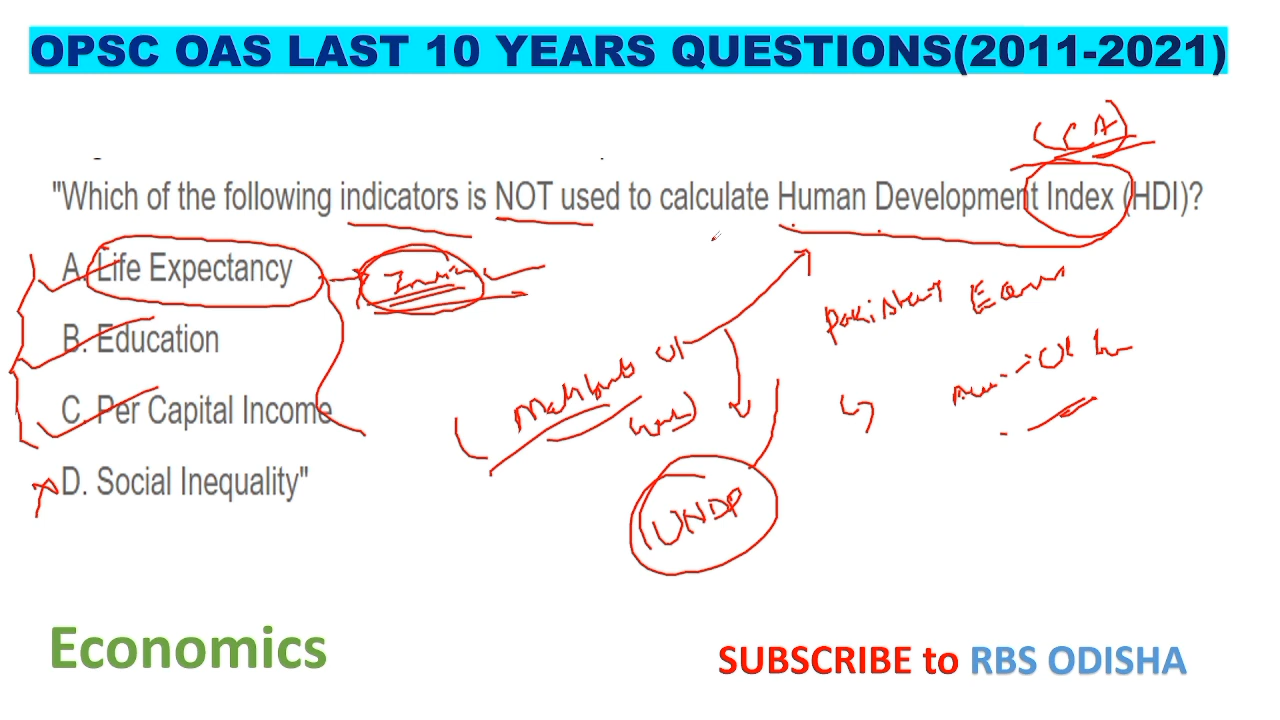 OPSC OAS LAST 10 YEARS QUESTIONS(2011-2021)
(CA)
"Which of the following indicators is NOT used to calculate Human Development Index (HDI)?
A. Life Expectancy
B. Education
C. Per Capital Income
D. Social Inequality"
UNDP
Economics
SUBSCRIBE to RBS ODISHA